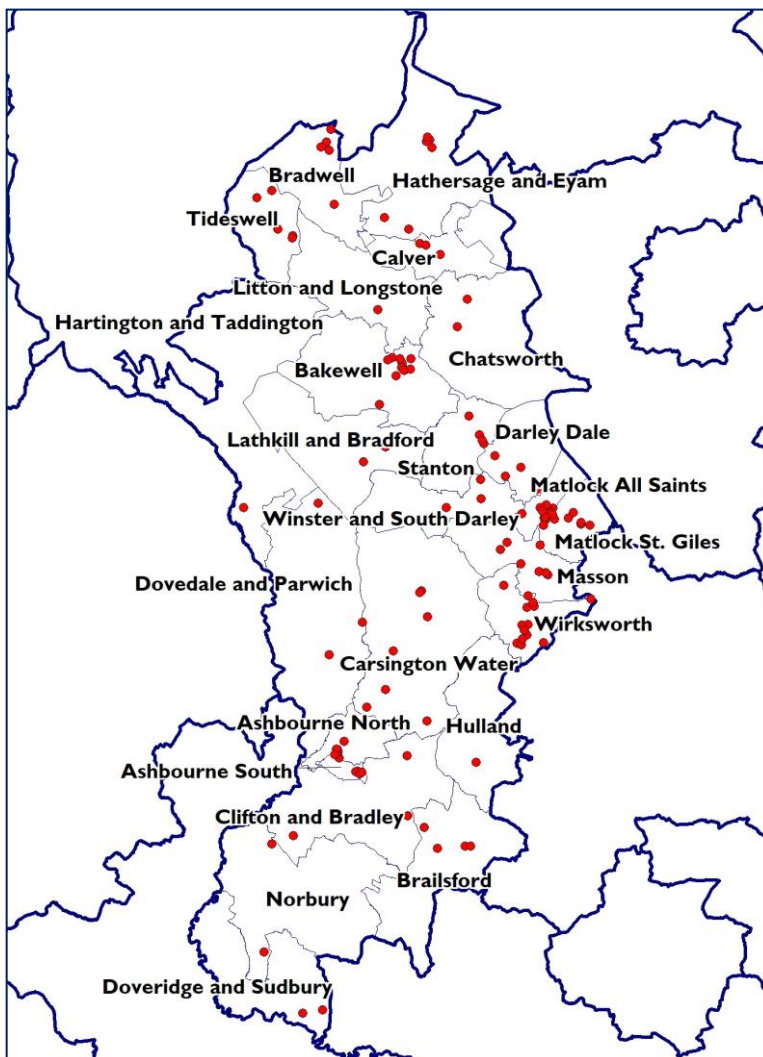 Bradwell
Hathersage and Eyam
Tideswell
Calver
Litton and Longstone
Hartington and Taddington
Chatsworth
Bakewell
Lathkill and Bradford
Darley Dale
Stanton
Matlock All Saints
Winster and South Darley
Matlock St. Giles
Dovedale and Parwich
Masson
Wirksworth
Carsington Water
Ashbourne North
Hulland
Ashbourne South
Clifton and Bradley
Brailsford
Norbury
Doveridge and Sudbury